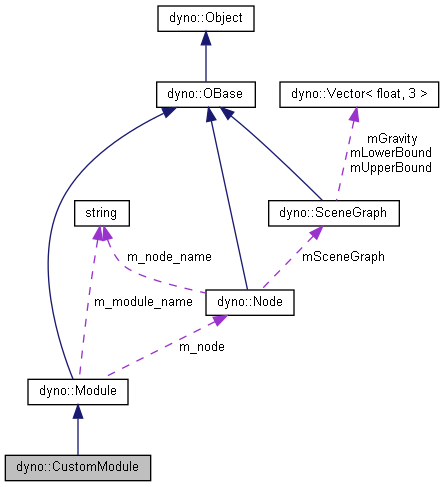 dyno::Object
dyno::OBase
dyno::Vector< float, 3 >
mGravity
mLowerBound
mUpperBound
string
dyno::SceneGraph
m_node_name
mSceneGraph
m_module_name
dyno::Node
m_node
dyno::Module
dyno::CustomModule